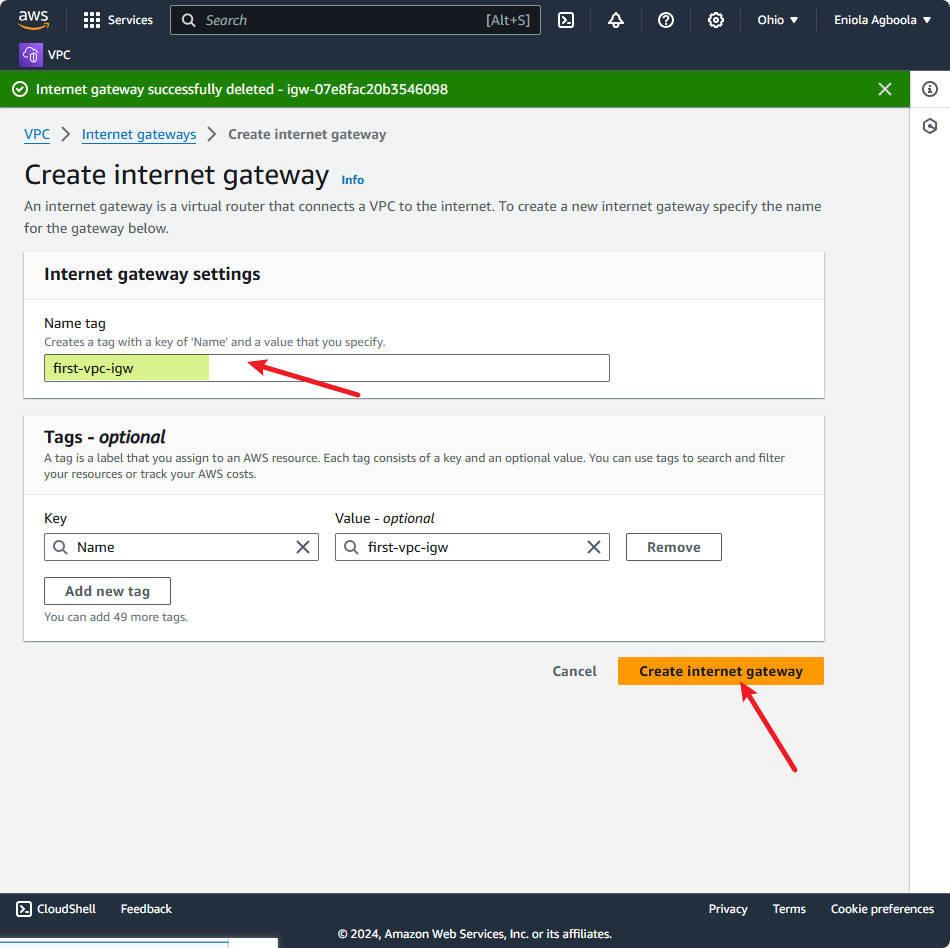 aws Services Search [Alt+S] Ohio Eniola Agboola
VPC
Internet gateway successfully deleted - igw-07e8fac20b3546098
VPC Internet gateways Create internet gateway
Create internet gateway Info
An internet gateway is a virtual router that connects a VPC to the internet. To create a new internet gateway specify the name
for the gateway below.
Internet gateway settings
Name tag
Creates a tag with a key of 'Name' and a value that you specify.
first-vpc-igw
Tags - optional
A tag is a label that you assign to an AWS resource. Each tag consists of a key and an optional value. You can use tags to search and filter
your resources or track your AWS costs.
Key Value - optional
Name first-vpc-igw Remove
Add new tag
You can add 49 more tags.
Cancel Create internet gateway
CloudShell Feedback Privacy Terms Cookie preferences
© 2024, Amazon Web Services, Inc. or its affiliates.